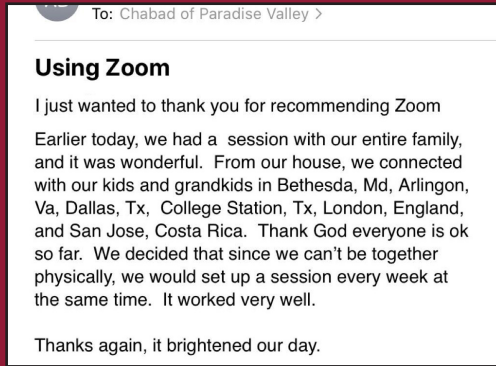 To: Chabad of Paradise Valley >
Using Zoom
I just wanted to thank you for recommending Zoom
Earlier today, we had a  session with our entire family,
and it was wonderful.  From our house, we connected
with our kids and grandkids in Bethesda, Md, Arlingon,
Va, Dallas, Tx,  College Station, Tx, London, England,
and San Jose, Costa Rica.  Thank God everyone is ok
so far.  We decided that since we can’t be together
physically, we would set up a session every week at
the same time.  It worked very well.
Thanks again, it brightened our day.